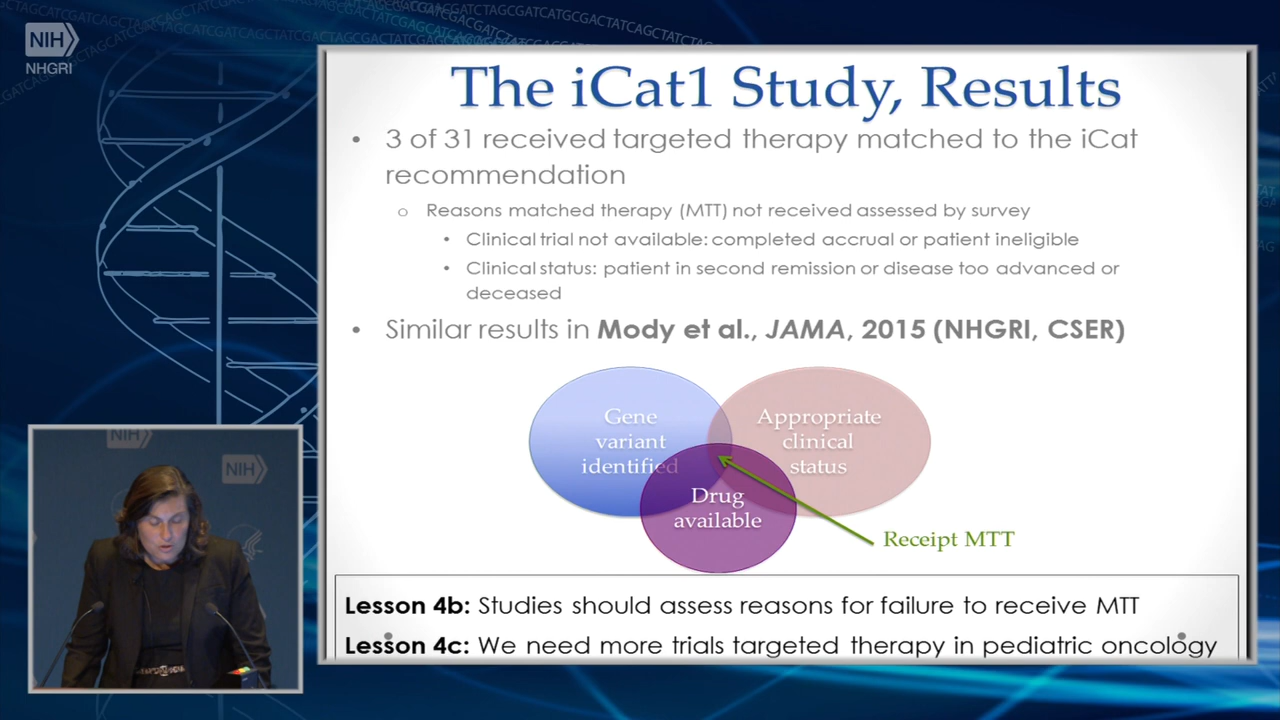 NIH
NHGRI
The iCat1 Study, Results
• 3 of 31 received targeted therapy matched to the iCat
recommendation
o Reasons matched therapy (MTT) not received assessed by survey
• Clinical trial not available: completed accrual or patient ineligible
• Clinical status: patient in second remission or disease too advanced or
deceased
• Similar results in Mody et al., JAMA, 2015 (NHGRI, CSER)
Gene
variant
identified
Appropriate
clinical
status
Drug
available
Receipt MTT
Lesson 4b: Studies should assess reasons for failure to receive MTT
Lesson 4c: We need more trials targeted therapy in pediatric oncology
NIH
NIH